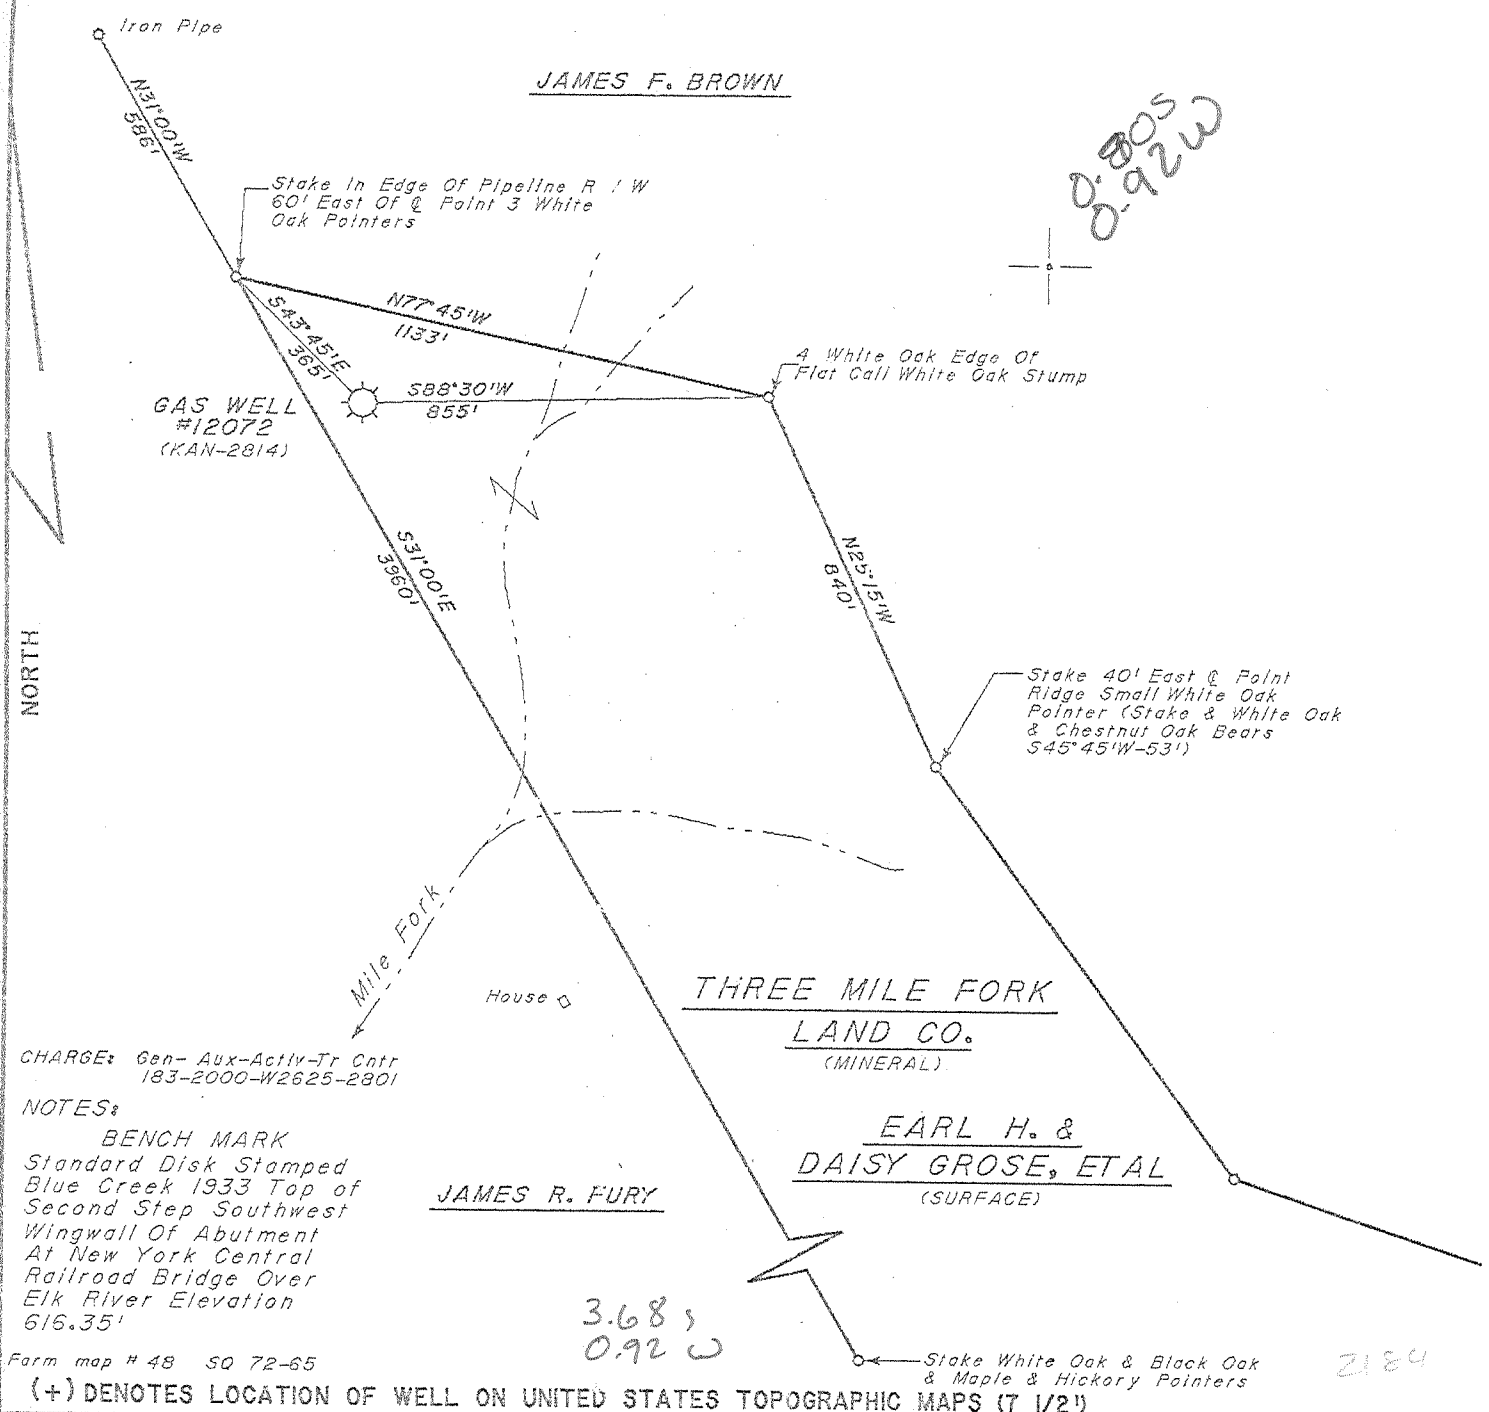 Iron Pipe
JAMES F. BROWN
0.80S
0.92W
N31°00'W
586'
Stake In Edge Of Pipeline R / W
60' East Of ℄ Point 3 White
Oak Pointers
N77°45'W
1133'
S43°45'E
365'
4 White Oak Edge Of
Flat Call White Oak Stump
S88°30'W
855'
GAS WELL
#12072
(KAN-2814)
S31°00'E
3960'
N25°15'W
840'
NORTH
Stake 40' East ℄ Point
Ridge Small White Oak
Pointer (Stake & White Oak
& Chestnut Oak Bears
S45°45'W-53')
Mile Fork
House
THREE MILE FORK
LAND CO.
(MINERAL)
CHARGE: Gen- Aux-Activ-Tr Cntr
183-2000-W2625-2801
NOTES:
BENCH MARK
Standard Disk Stamped
Blue Creek 1933 Top of
Second Step Southwest
Wingwall Of Abutment
At New York Central
Railroad Bridge Over
Elk River Elevation
616.35'
EARL H. &
DAISY GROSE, ET AL
(SURFACE)
JAMES R. FURY
3.68 s
0.92 w
Stake White Oak & Black Oak
& Maple & Hickory Pointers
2184
Farm map # 48 SQ 72-65
(+) DENOTES LOCATION OF WELL ON UNITED STATES TOPOGRAPHIC MAPS (7 1/2')